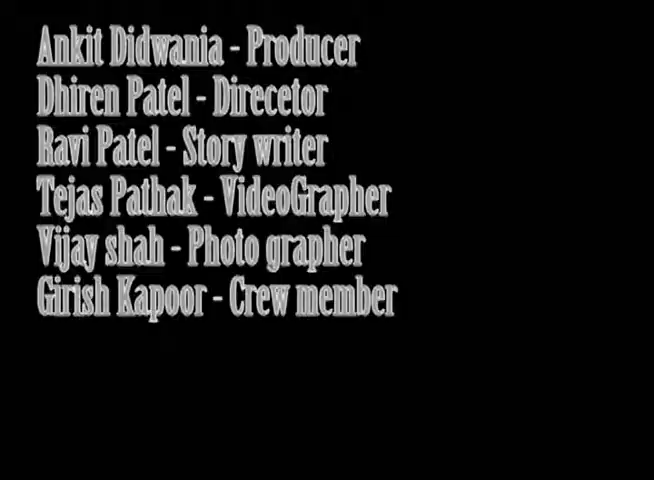 Ankit Didwania - Producer
Dhiren Patel - Direcetor
Ravi Patel - Story writer
Tejas Pathak - VideoGrapher
Vijay shah - Photo grapher
Girish Kapoor - Crew member